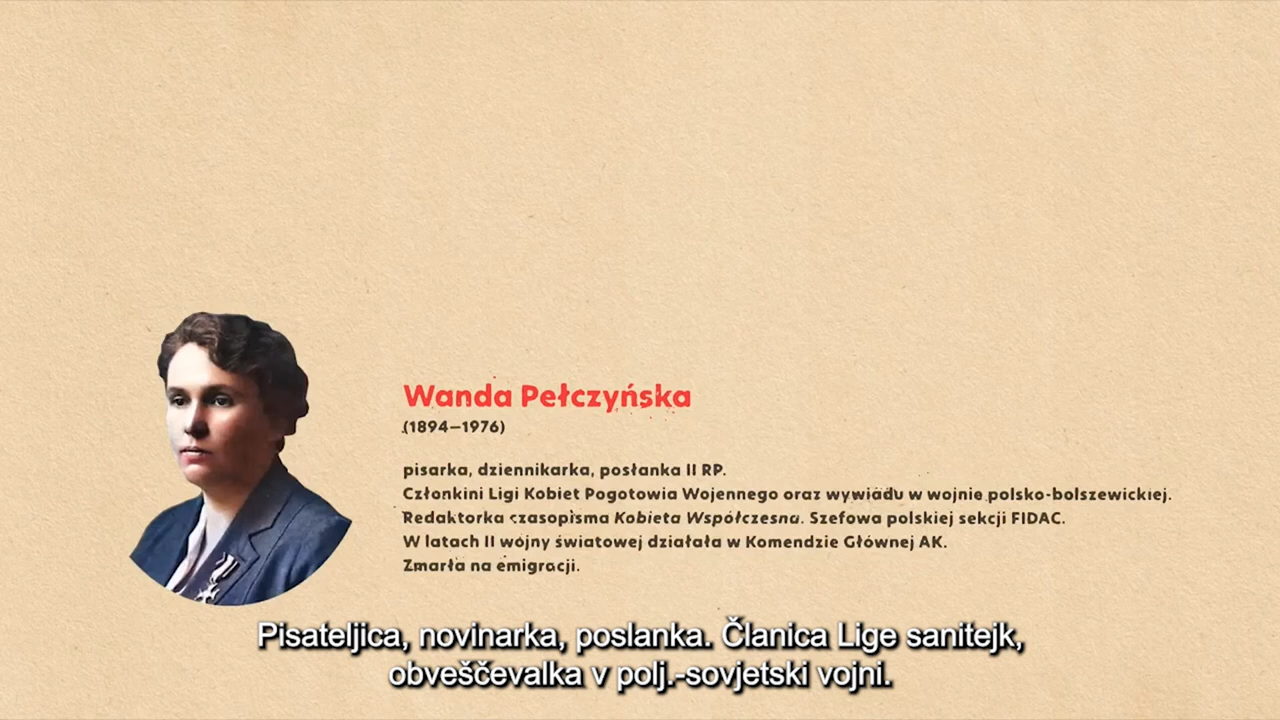 Wanda Pełczyńska
(1894–1976)
pisarka, dziennikarka, posłanka II RP.
Członkini Ligi Kobiet Pogotowia Wojennego oraz wywiadu w wojnie polsko-bolszewickiej.
Redaktorka czasopisma Kobieta Współczesna. Szefowa polskiej sekcji FIDAC.
W latach II wojny światowej działała w Komendzie Głównej AK.
Zmarła na emigracji.
Pisateljica, novinarka, poslanka. Članica Lige sanitejk,
obveščevalka v polj.-sovjetski vojni.